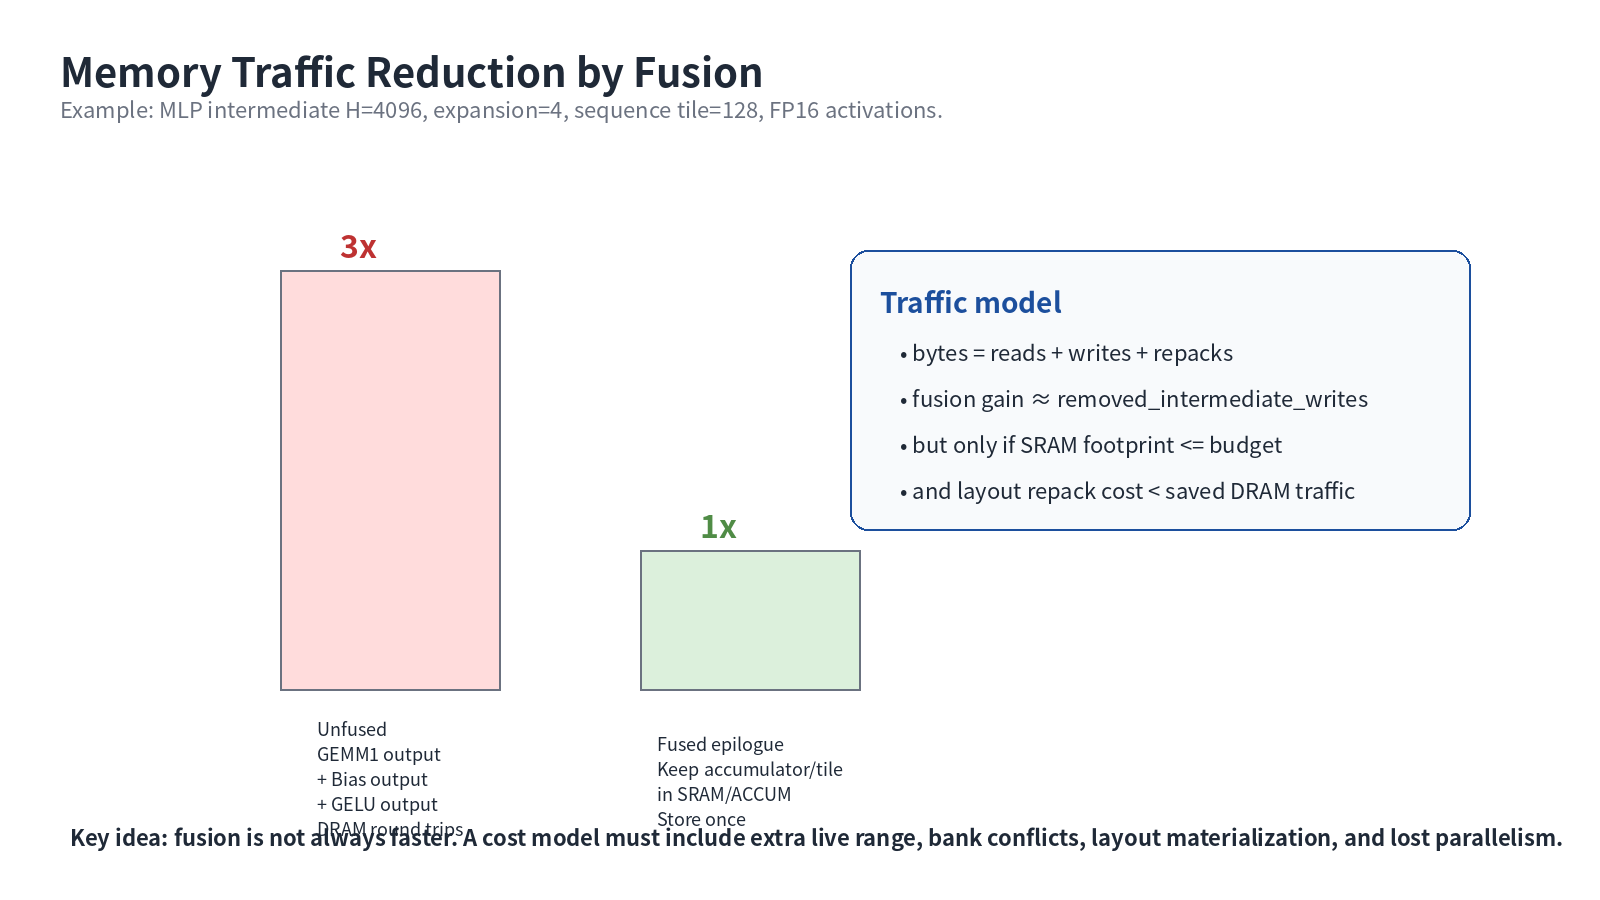 Memory Traffic Reduction by Fusion
Example: MLP intermediate H=4096, expansion=4, sequence tile=128, FP16 activations.
3x
1x
Unfused
GEMM1 output
+ Bias output
+ GELU output
DRAM round trips
Fused epilogue
Keep accumulator/tile
in SRAM/ACCUM
Store once
Traffic model
• bytes = reads + writes + repacks
• fusion gain ≈ removed_intermediate_writes
• but only if SRAM footprint <= budget
• and layout repack cost < saved DRAM traffic
Key idea: fusion is not always faster. A cost model must include extra live range, bank conflicts, layout materialization, and lost parallelism.